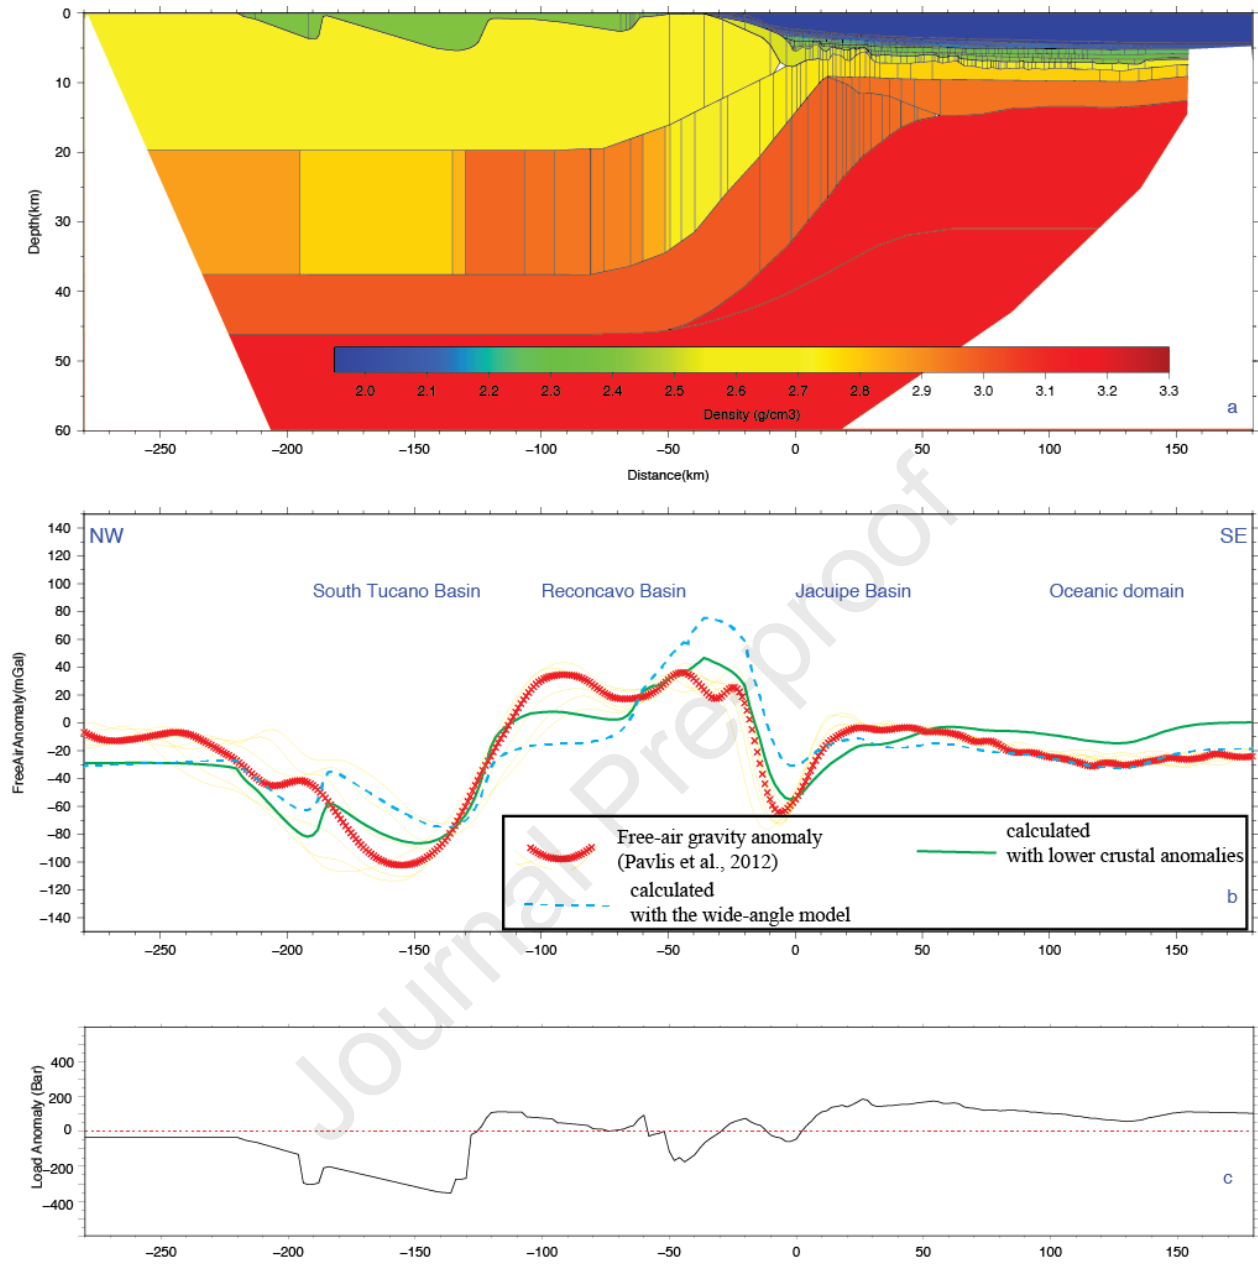 0
10
20
30
40
50
60
Depth(km)
2.0 2.1 2.2 2.3 2.4 2.5 2.6 2.7 2.8 2.9 3.0 3.1 3.2 3.3
Density (g/cm3)
a
−250 −200 −150 −100 −50 0 50 100 150
Distance(km)
140
120
100
80
60
40
20
0
−20
−40
−60
−80
−100
−120
−140
FreeAirAnomaly(mGal)
NW SE
South Tucano Basin Reconcavo Basin Jacuipe Basin Oceanic domain
Free-air gravity anomaly
(Pavlis et al., 2012)
calculated
with the wide-angle model
calculated
with lower crustal anomalies
b
−250 −200 −150 −100 −50 0 50 100 150
400
200
0
−200
−400
Load Anomaly (Bar)
c
−250 −200 −150 −100 −50 0 50 100 150
Journal Pre-proof